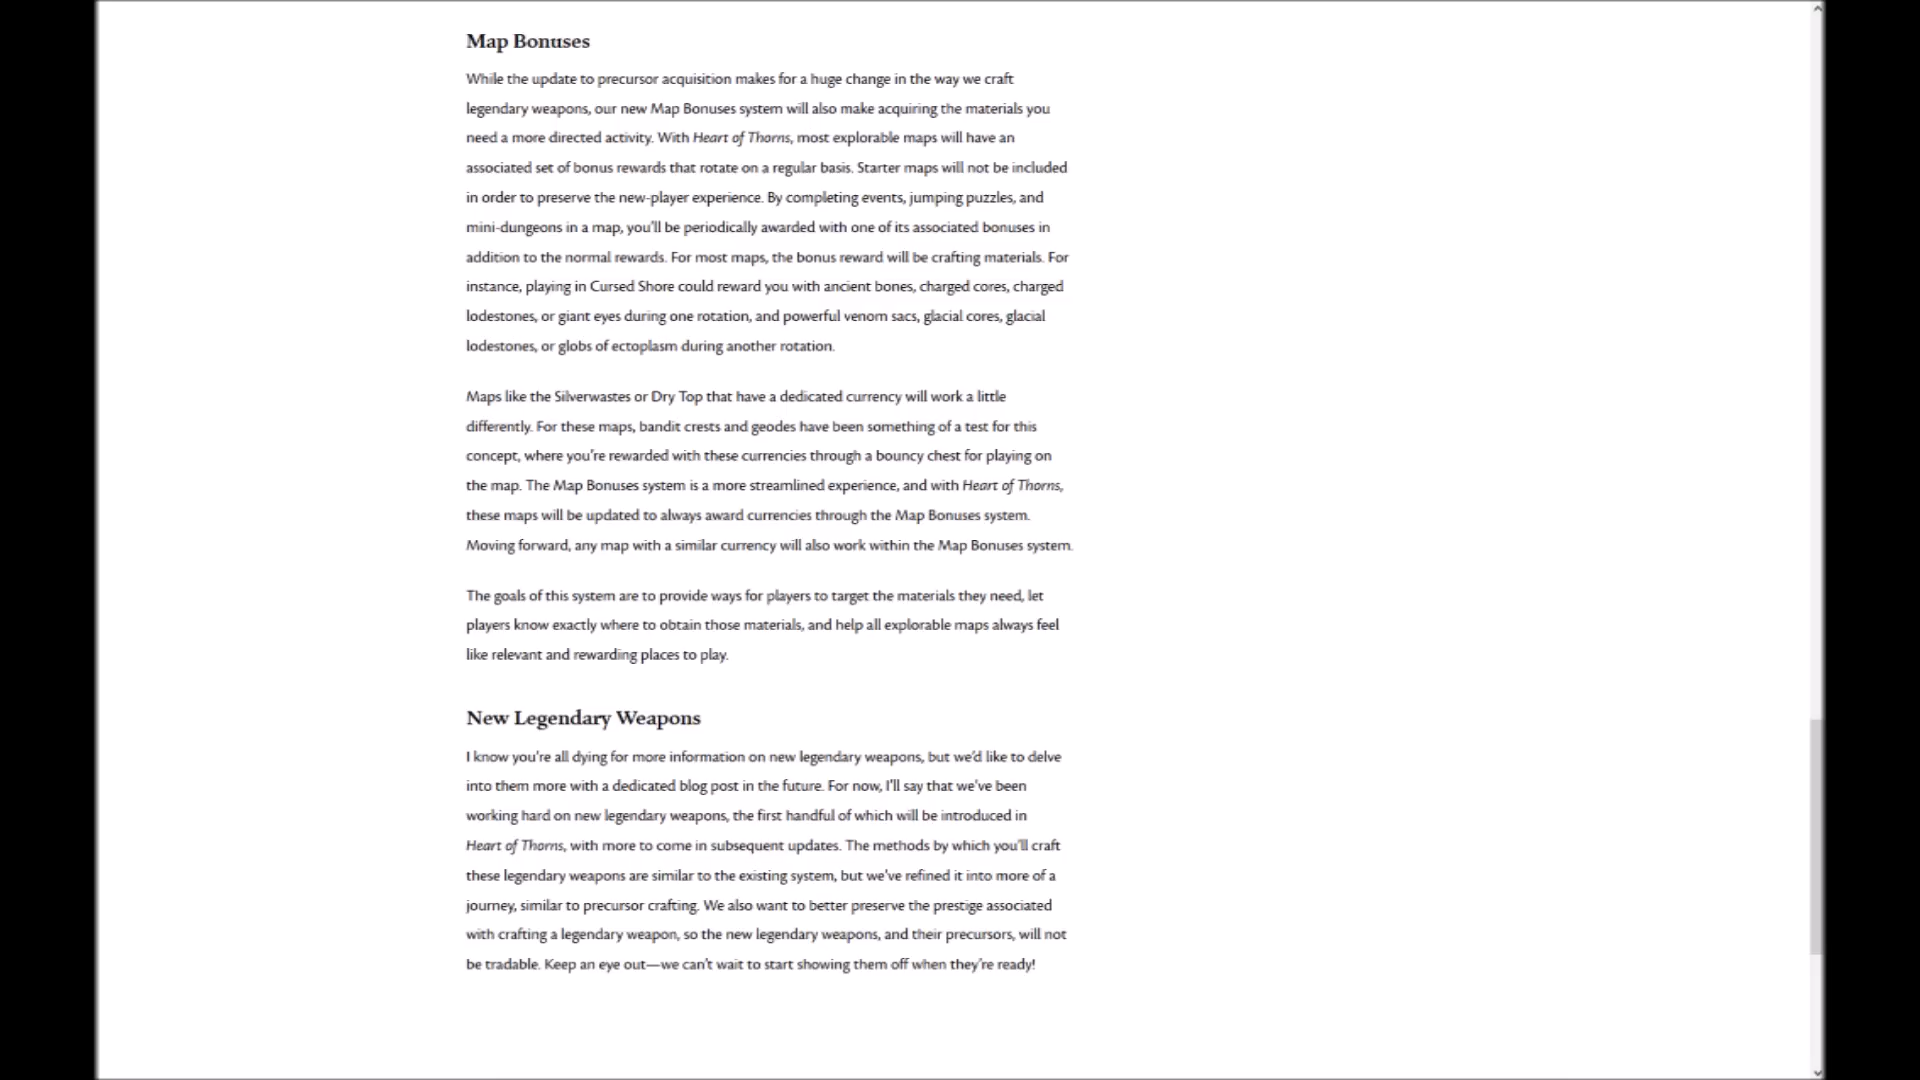 Map Bonuses
While the update to precursor acquisition makes for a huge change in the way we craft
legendary weapons, our new Map Bonuses system will also make acquiring the materials you
need a more directed activity. With Heart of Thorns, most explorable maps will have an
associated set of bonus rewards that rotate on a regular basis. Starter maps will not be included
in order to preserve the new-player experience. By completing events, jumping puzzles, and
mini-dungeons in a map, you'll be periodically awarded with one of its associated bonuses in
addition to the normal rewards. For most maps, the bonus reward will be crafting materials. For
instance, playing in Cursed Shore could reward you with ancient bones, charged cores, charged
lodestones, or giant eyes during one rotation, and powerful venom sacs, glacial cores, glacial
lodestones, or globs of ectoplasm during another rotation.
Maps like the Silverwastes or Dry Top that have a dedicated currency will work a little
differently. For these maps, bandit crests and geodes have been something of a test for this
concept, where you're rewarded with these currencies through a bouncy chest for playing on
the map. The Map Bonuses system is a more streamlined experience, and with Heart of Thorns,
these maps will be updated to always award currencies through the Map Bonuses system.
Moving forward, any map with a similar currency will also work within the Map Bonuses system.
The goals of this system are to provide ways for players to target the materials they need, let
players know exactly where to obtain those materials, and help all explorable maps always feel
like relevant and rewarding places to play.
New Legendary Weapons
I know you're all dying for more information on new legendary weapons, but we'd like to delve
into them more with a dedicated blog post in the future. For now, I'll say that we've been
working hard on new legendary weapons, the first handful of which will be introduced in
Heart of Thorns, with more to come in subsequent updates. The methods by which you'll craft
these legendary weapons are similar to the existing system, but we've refined it into more of a
journey, similar to precursor crafting. We also want to better preserve the prestige associated
with crafting a legendary weapon, so the new legendary weapons, and their precursors, will not
be tradable. Keep an eye out—we can't wait to start showing them off when they're ready!